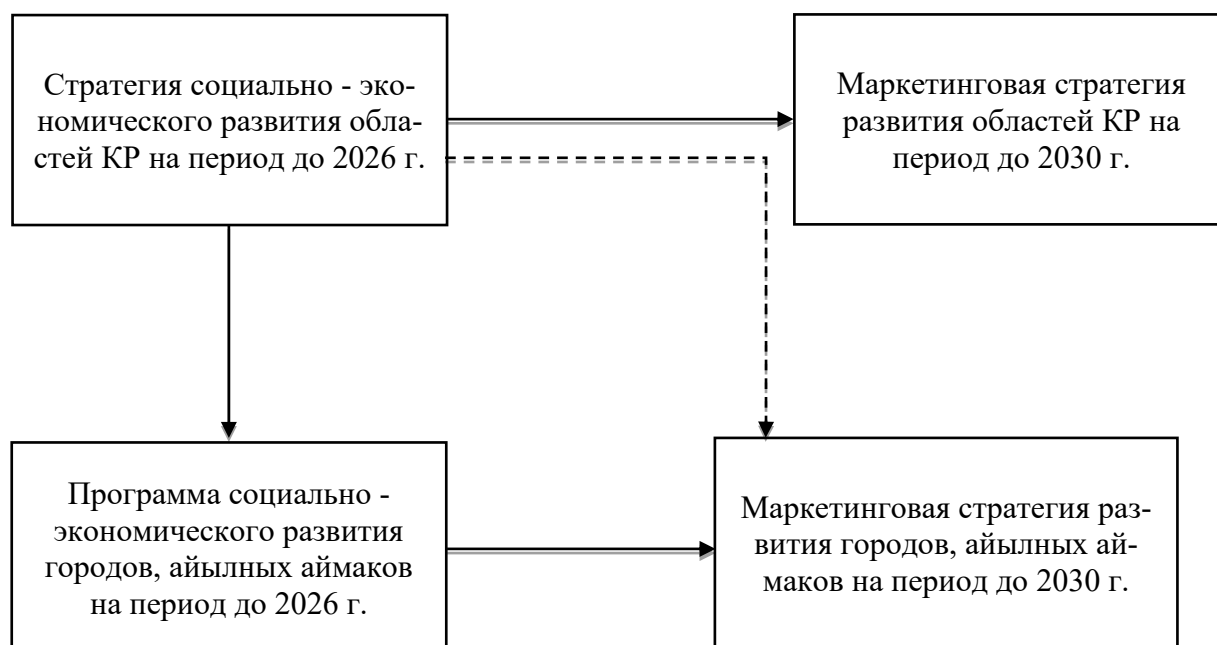 Стратегия социально - эко-
номического развития обла-
стей КР на период до 2026 г.
Маркетинговая стратегия
развития областей КР на
период до 2030 г.
Программа социально -
экономического развития
городов, айылных аймаков
на период до 2026 г.
Маркетинговая стратегия раз-
вития городов, айылных ай-
маков на период до 2030 г.